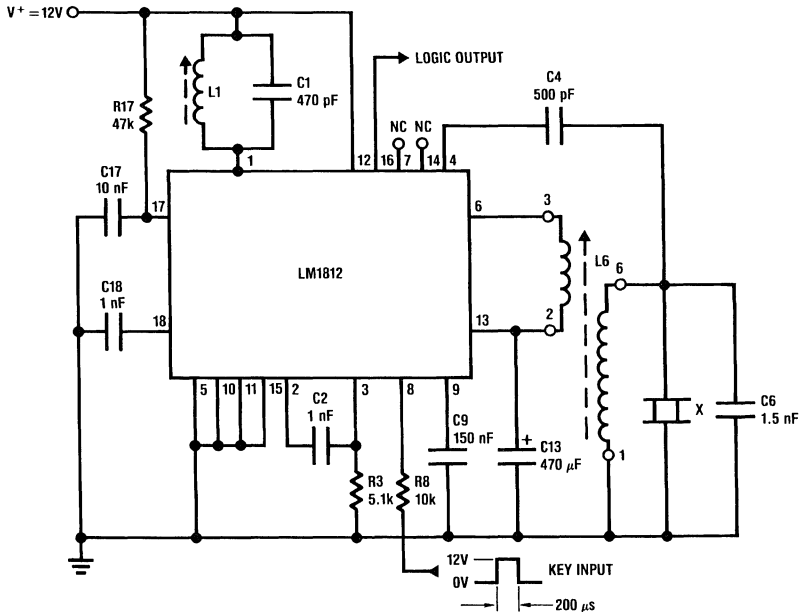 V⁺ = 12V
R17
47k
L1
C1
470 pF
LOGIC OUTPUT
C4
500 pF
NC NC
1
12 16 7 14 4
C17
10 nF
17
6
3
LM1812
L6
6
C18
1 nF
18
13
2
5 10 11 15 2
3
8
9
C2
1 nF
X
C6
1.5 nF
C9
150 nF
+
C13
470 μF
1
R3
5.1k
R8
10k
12V
0V
KEY INPUT
200 μs